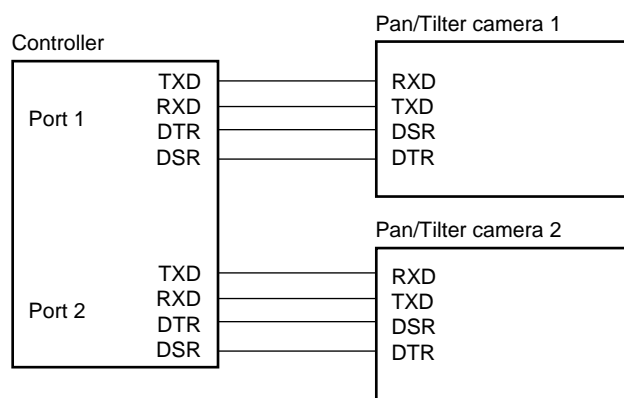 Controller
Port 1
TXD
RXD
DTR
DSR
Port 2
TXD
RXD
DTR
DSR
Pan/Tilter camera 1
RXD
TXD
DSR
DTR
Pan/Tilter camera 2
RXD
TXD
DSR
DTR